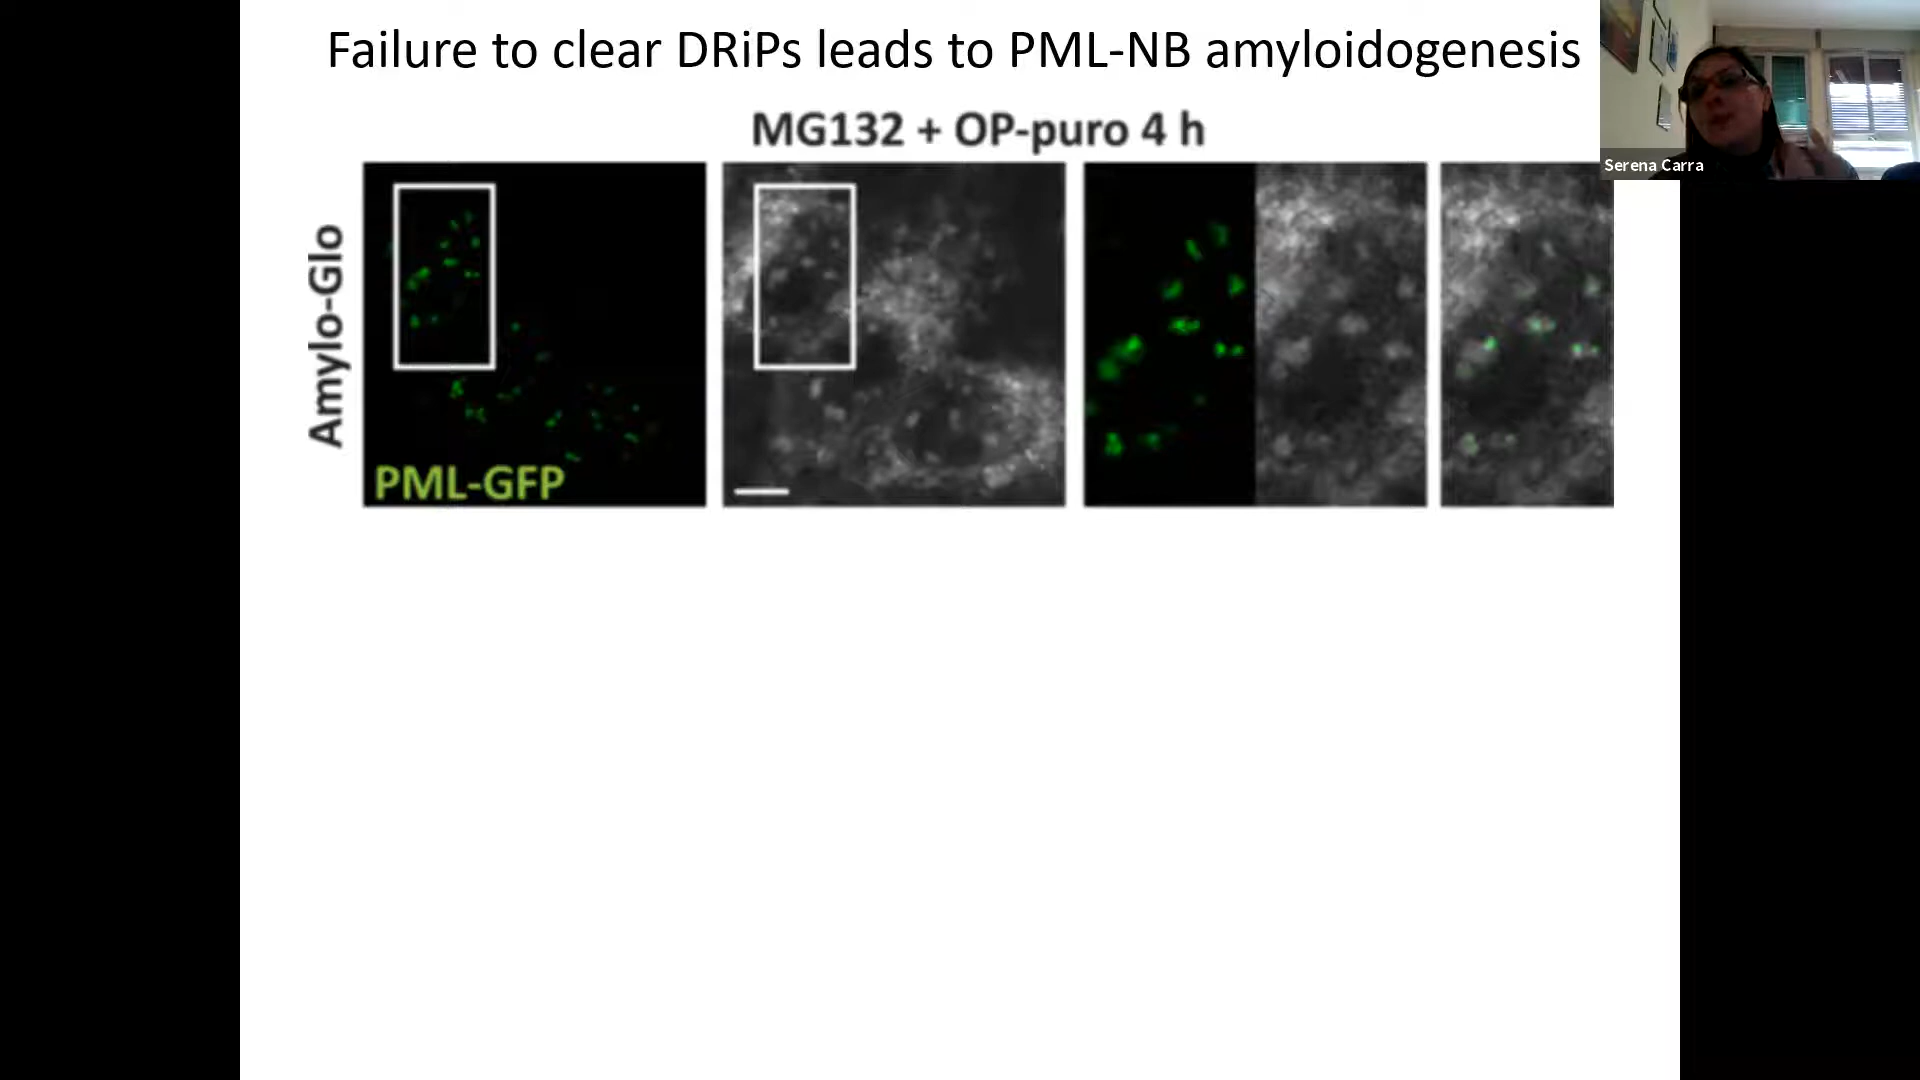 Failure to clear DRiPs leads to PML-NB amyloidogenesis
MG132 + OP-puro 4 h
Serena Carra
Amylo-Glo
PML-GFP